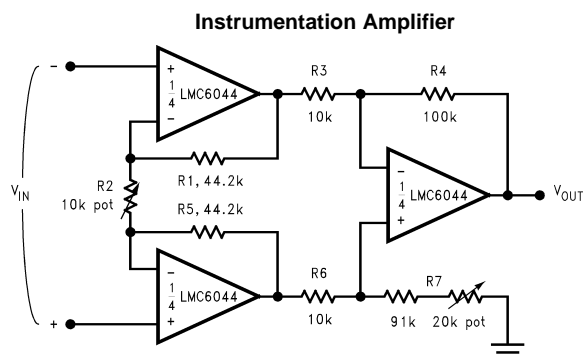 Instrumentation Amplifier
−
+
1/4
LMC6044
−
R3
10k
R4
100k
R1, 44.2k
V_IN
R2
10k pot
R5, 44.2k
−
1/4
LMC6044
+
V_OUT
−
1/4
LMC6044
+
R6
10k
R7
91k
20k pot
+